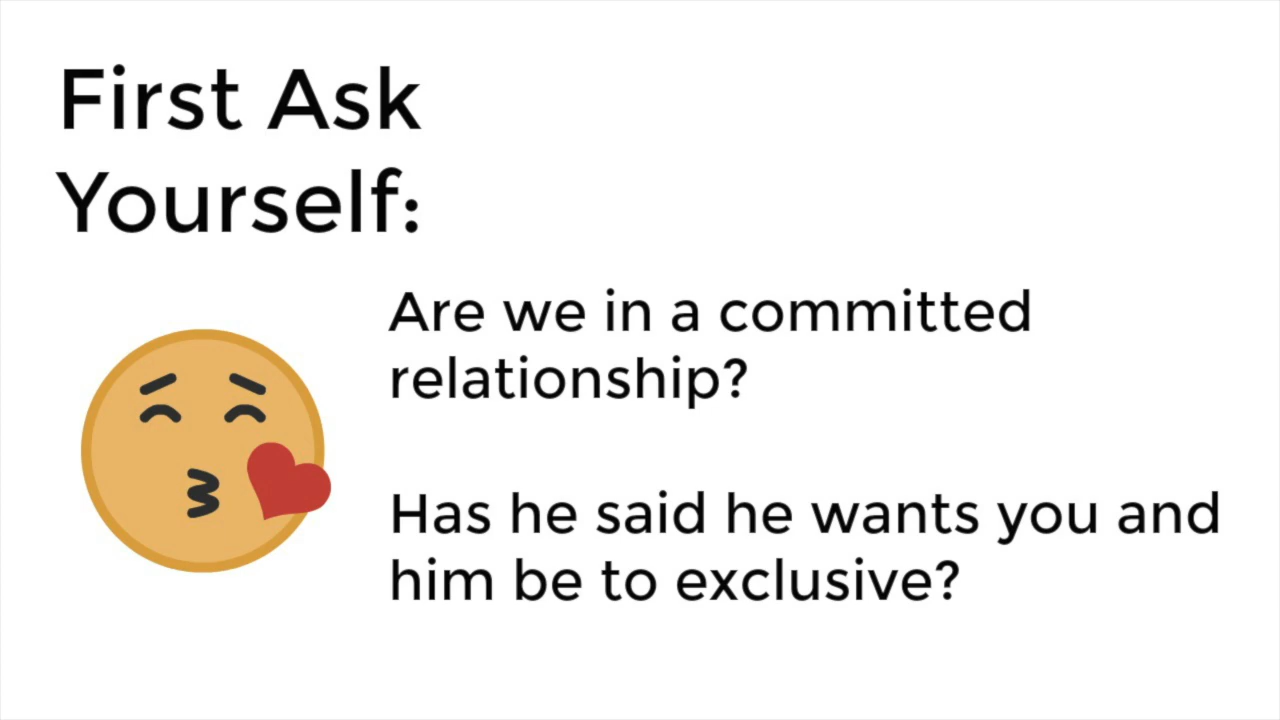 First Ask
Yourself:
Are we in a committed
relationship?
Has he said he wants you and
him be to exclusive?